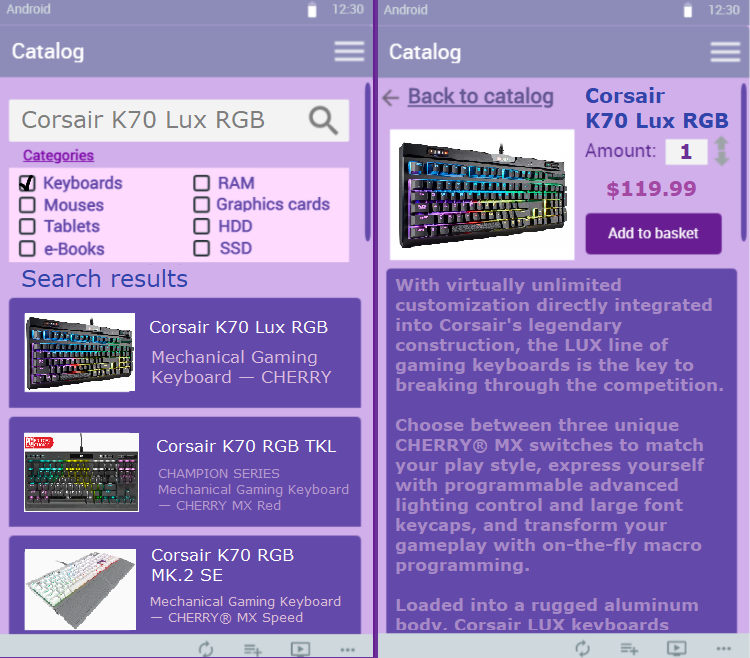 Android
12:30
Catalog
Corsair K70 Lux RGB
Categories
Keyboards
RAM
Mouses
Graphics cards
Tablets
HDD
e-Books
SSD
Search results
Corsair K70 Lux RGB
Mechanical Gaming
Keyboard — CHERRY
Corsair K70 RGB TKL
CHAMPION SERIES
Mechanical Gaming Keyboard
— CHERRY MX Red
Corsair K70 RGB
MK.2 SE
Mechanical Gaming Keyboard
— CHERRY® MX Speed
Android
12:30
Catalog
Back to catalog
Corsair
K70 Lux RGB
Amount: 1
$119.99
Add to basket
With virtually unlimited
customization directly integrated
into Corsair's legendary
construction, the LUX line of
gaming keyboards is the key to
breaking through the competition.
Choose between three unique
CHERRY® MX switches to match
your play style, express yourself
with programmable advanced
lighting control and large font
keycaps, and transform your
gameplay with on-the-fly macro
programming.
Loaded into a rugged aluminum
body, Corsair LUX keyboards